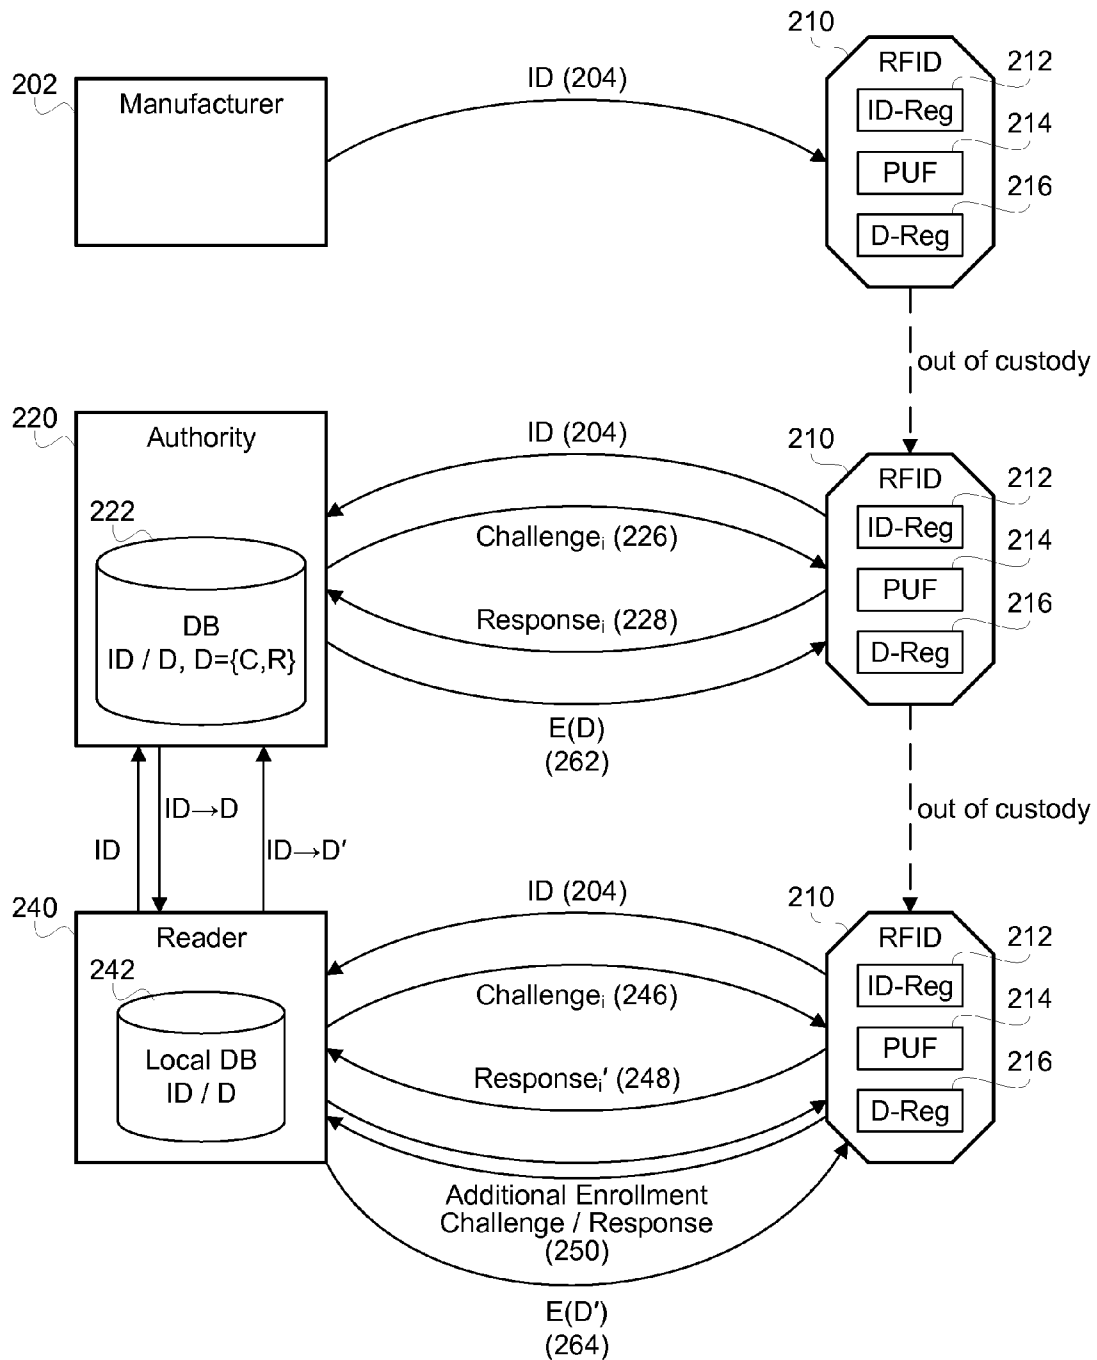 210
RFID
212
ID (204)
202
Manufacturer
ID-Reg
214
PUF
216
D-Reg
out of custody
220
Authority
ID (204)
210
RFID
212
ID-Reg
222
Challengei (226)
214
PUF
DB
ID / D, D={C,R}
Responsei (228)
216
D-Reg
E(D)
(262)
ID→D
out of custody
ID
ID→D′
240
Reader
ID (204)
210
RFID
212
ID-Reg
242
Challengei (246)
214
PUF
Local DB
ID / D
Responsei′ (248)
216
D-Reg
Additional Enrollment
Challenge / Response
(250)
E(D′)
(264)